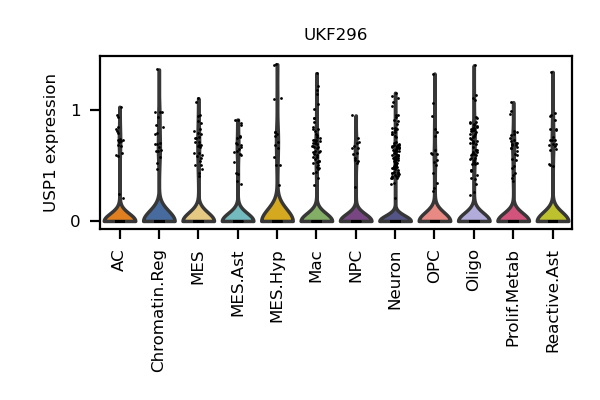 UKF296
USP1 expression
1
0
AC
Chromatin.Reg
MES
MES.Ast
MES.Hyp
Mac
NPC
Neuron
OPC
Oligo
Prolif.Metab
Reactive.Ast